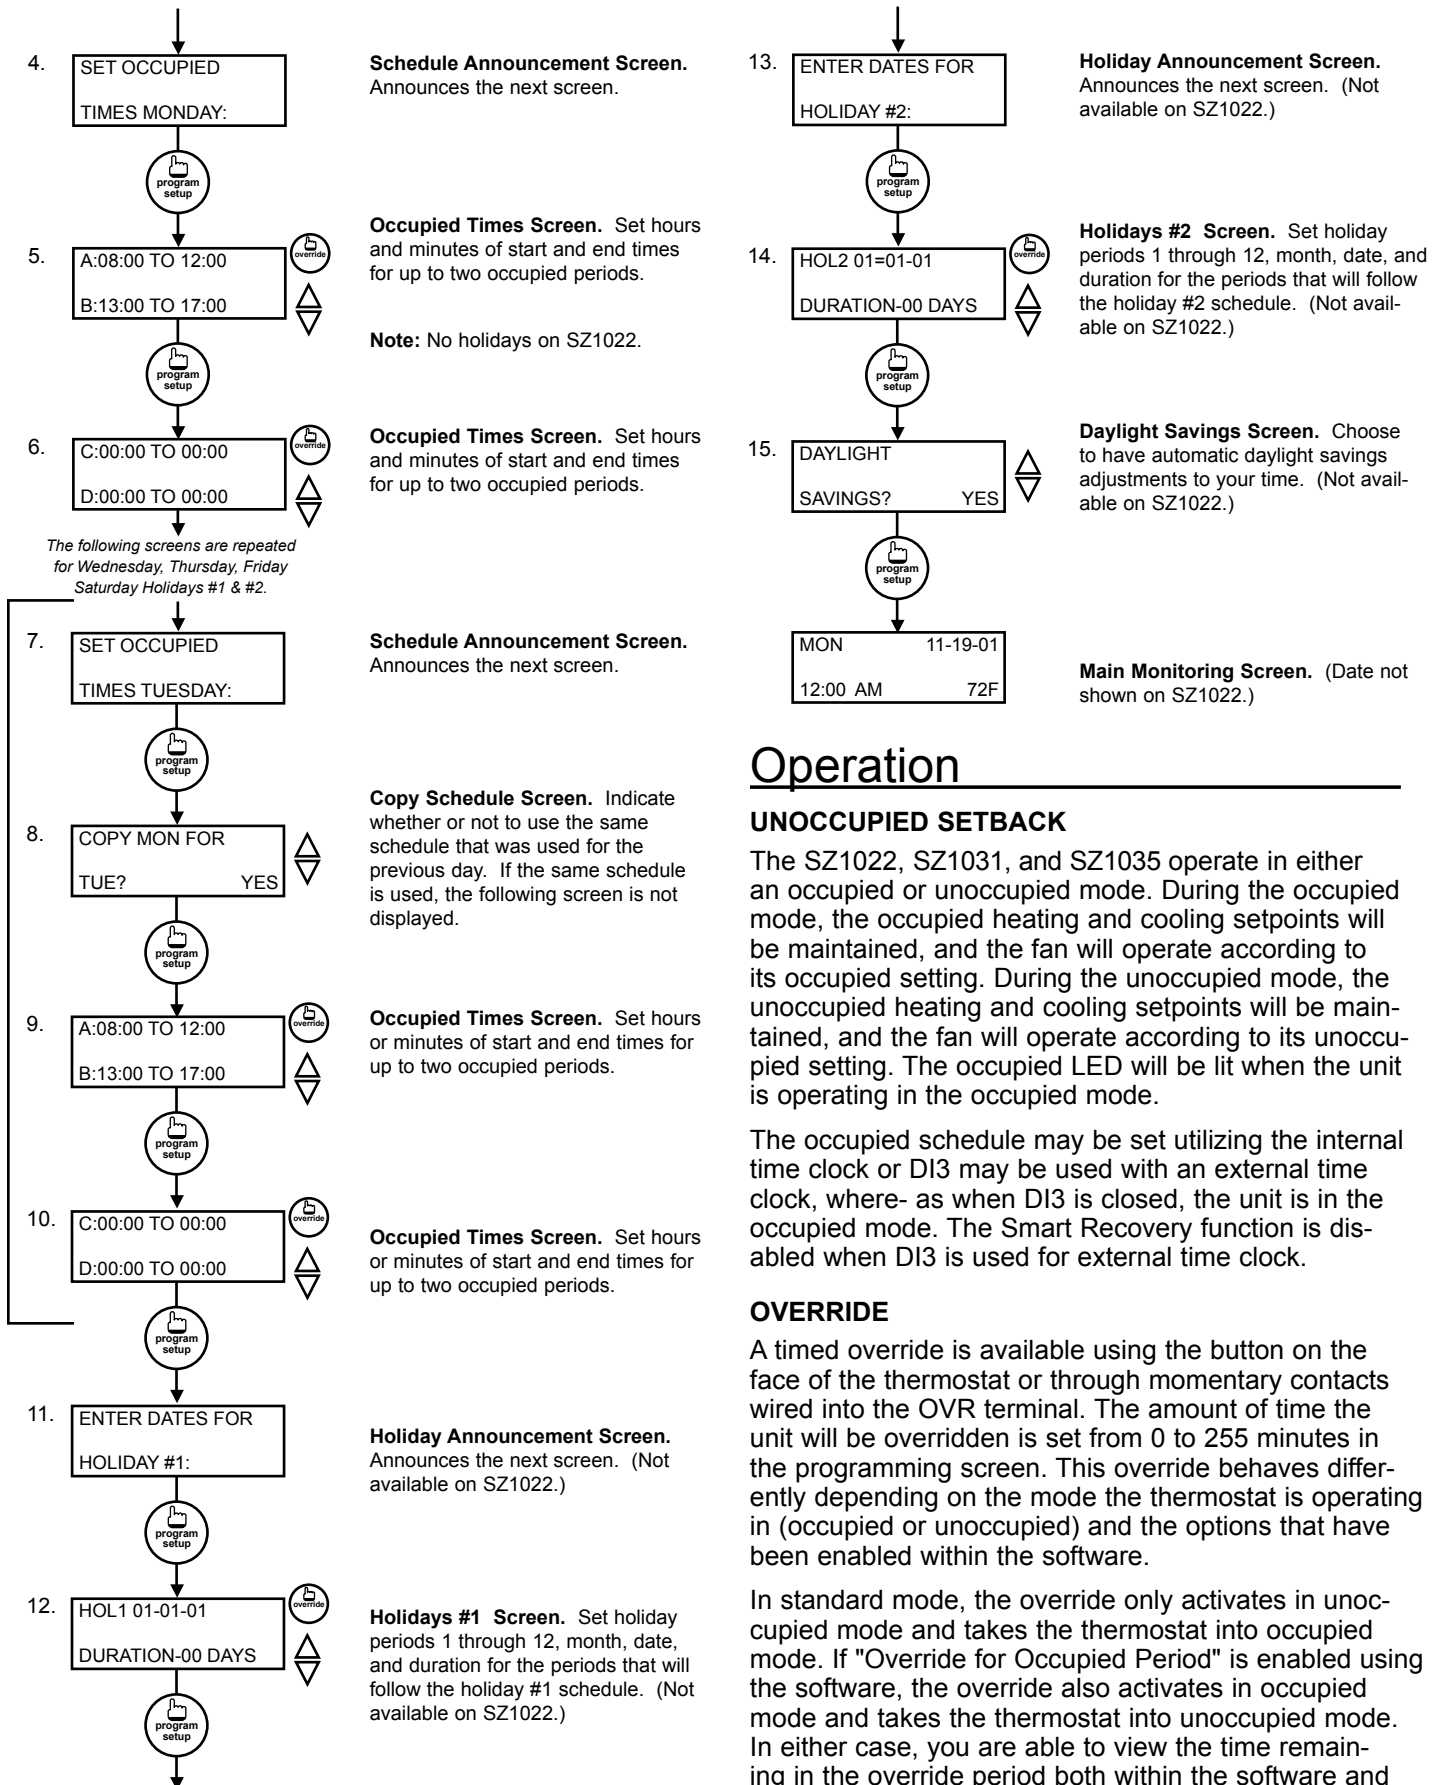 4.
SET OCCUPIED
TIMES MONDAY:
Schedule Announcement Screen.
Announces the next screen.
program
setup
5.
A:08:00 TO 12:00
B:13:00 TO 17:00
override
Occupied Times Screen. Set hours
and minutes of start and end times
for up to two occupied periods.
Note: No holidays on SZ1022.
program
setup
6.
C:00:00 TO 00:00
D:00:00 TO 00:00
override
Occupied Times Screen. Set hours
and minutes of start and end times
for up to two occupied periods.
The following screens are repeated
for Wednesday, Thursday, Friday
Saturday Holidays #1 & #2.
7.
SET OCCUPIED
TIMES TUESDAY:
Schedule Announcement Screen.
Announces the next screen.
program
setup
8.
COPY MON FOR
TUE? YES
Copy Schedule Screen. Indicate
whether or not to use the same
schedule that was used for the
previous day. If the same schedule
is used, the following screen is not
displayed.
program
setup
9.
A:08:00 TO 12:00
B:13:00 TO 17:00
override
Occupied Times Screen. Set hours
or minutes of start and end times for
up to two occupied periods.
program
setup
10.
C:00:00 TO 00:00
D:00:00 TO 00:00
override
Occupied Times Screen. Set hours
or minutes of start and end times for
up to two occupied periods.
program
setup
11.
ENTER DATES FOR
HOLIDAY #1:
Holiday Announcement Screen.
Announces the next screen. (Not
available on SZ1022.)
program
setup
12.
HOL1 01-01-01
DURATION-00 DAYS
override
Holidays #1 Screen. Set holiday
periods 1 through 12, month, date,
and duration for the periods that will
follow the holiday #1 schedule. (Not
available on SZ1022.)
program
setup
13.
ENTER DATES FOR
HOLIDAY #2:
Holiday Announcement Screen.
Announces the next screen. (Not
available on SZ1022.)
program
setup
14.
HOL2 01=01-01
DURATION-00 DAYS
override
Holidays #2 Screen. Set holiday
periods 1 through 12, month, date, and
duration for the periods that will follow
the holiday #2 schedule. (Not avail-
able on SZ1022.)
program
setup
15.
DAYLIGHT
SAVINGS? YES
Daylight Savings Screen. Choose
to have automatic daylight savings
adjustments to your time. (Not avail-
able on SZ1022.)
program
setup
MON 11-19-01
12:00 AM 72F
Main Monitoring Screen. (Date not
shown on SZ1022.)
Operation
UNOCCUPIED SETBACK
The SZ1022, SZ1031, and SZ1035 operate in either
an occupied or unoccupied mode. During the occupied
mode, the occupied heating and cooling setpoints will
be maintained, and the fan will operate according to
its occupied setting. During the unoccupied mode, the
unoccupied heating and cooling setpoints will be main-
tained, and the fan will operate according to its unoccu-
pied setting. The occupied LED will be lit when the unit
is operating in the occupied mode.
The occupied schedule may be set utilizing the internal
time clock or DI3 may be used with an external time
clock, where- as when DI3 is closed, the unit is in the
occupied mode. The Smart Recovery function is dis-
abled when DI3 is used for external time clock.
OVERRIDE
A timed override is available using the button on the
face of the thermostat or through momentary contacts
wired into the OVR terminal. The amount of time the
unit will be overridden is set from 0 to 255 minutes in
the programming screen. This override behaves differ-
ently depending on the mode the thermostat is operating
in (occupied or unoccupied) and the options that have
been enabled within the software.
In standard mode, the override only activates in unoc-
cupied mode and takes the thermostat into occupied
mode. If "Override for Occupied Period" is enabled using
the software, the override also activates in occupied
mode and takes the thermostat into unoccupied mode.
In either case, you are able to view the time remain-
ing in the override period both within the software and